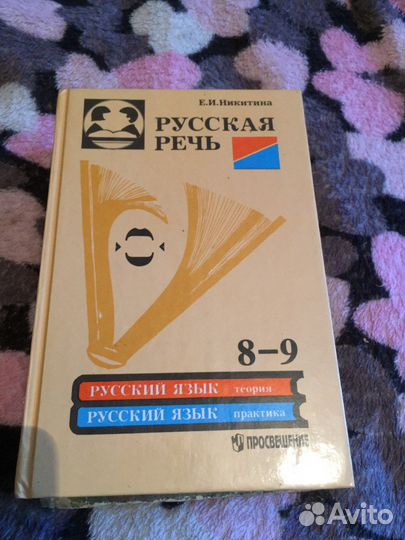 Е.И.Никитина
РУССКАЯ
РЕЧЬ
8-9
РУССКИЙ ЯЗЫК теория
РУССКИЙ ЯЗЫК практика
ПРОСВЕЩЕНИЕ
Avito